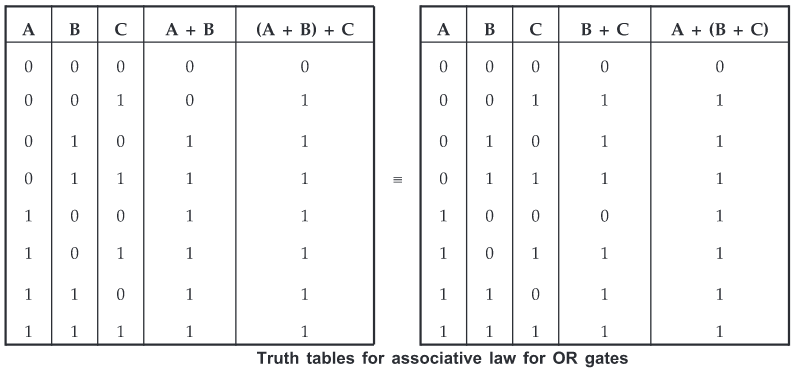 A B C A + B (A + B) + C A B C B + C A + (B + C)
0 0 0 0 0 0 0 0 0 0
0 0 1 0 1 0 0 1 1 1
0 1 0 1 1 0 1 0 1 1
0 1 1 1 1 ≡ 0 1 1 1 1
1 0 0 1 1 1 0 0 0 1
1 0 1 1 1 1 0 1 1 1
1 1 0 1 1 1 1 0 1 1
1 1 1 1 1 1 1 1 1 1
Truth tables for associative law for OR gates